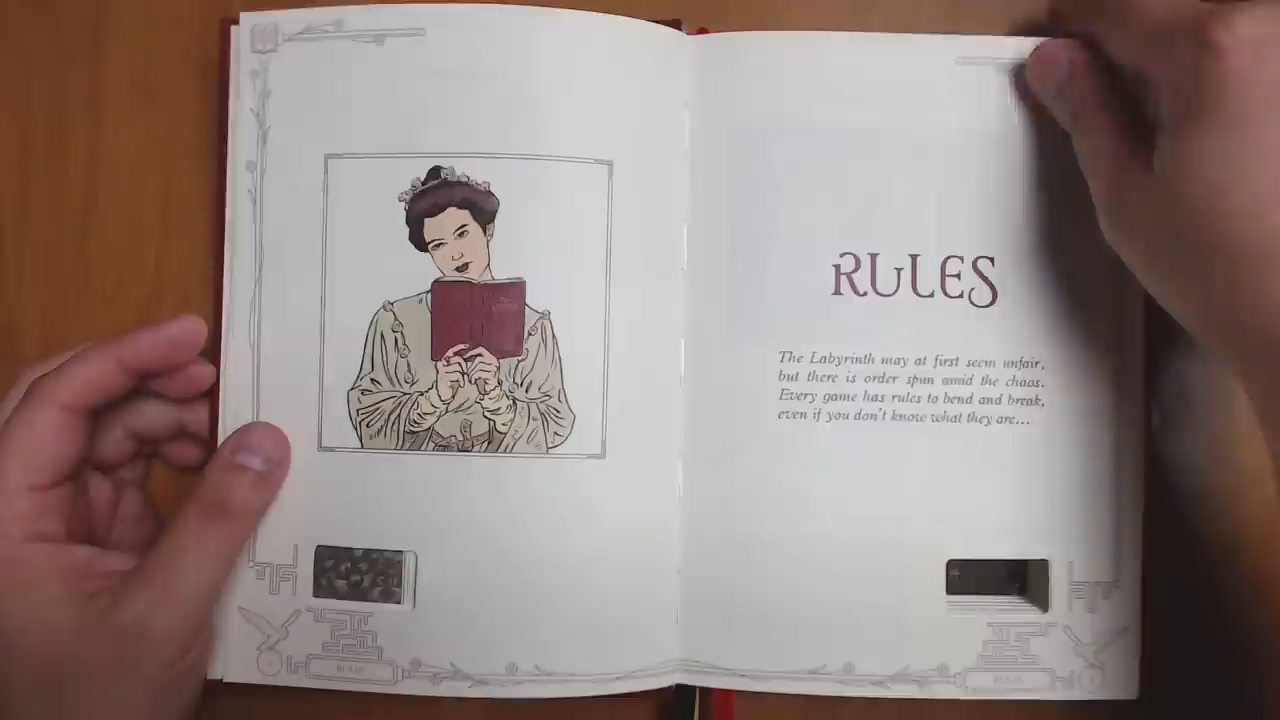 RULES
The Labyrinth may at first seem unfair,
but there is order spun amid the chaos.
Every game has rules to bend and break,
even if you don't know what they are...